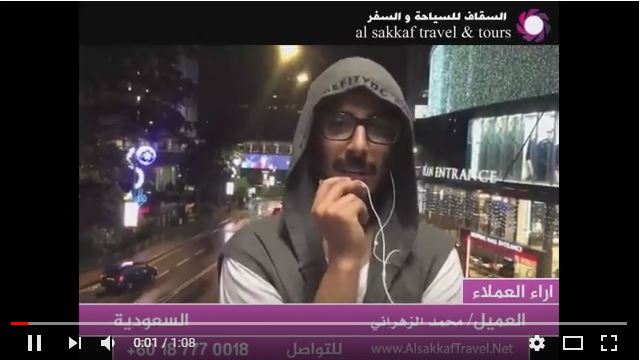 السقاف للسياحة و السفر
al sakkaf travel & tours
ENTRANCE
ENTRANCE
اراء العملاء
العميل/ محمد الزهراني
السعودية
+60 18 777 0018
للتواصل
www.AlsakkafTravel.Net
0:01 / 1:08